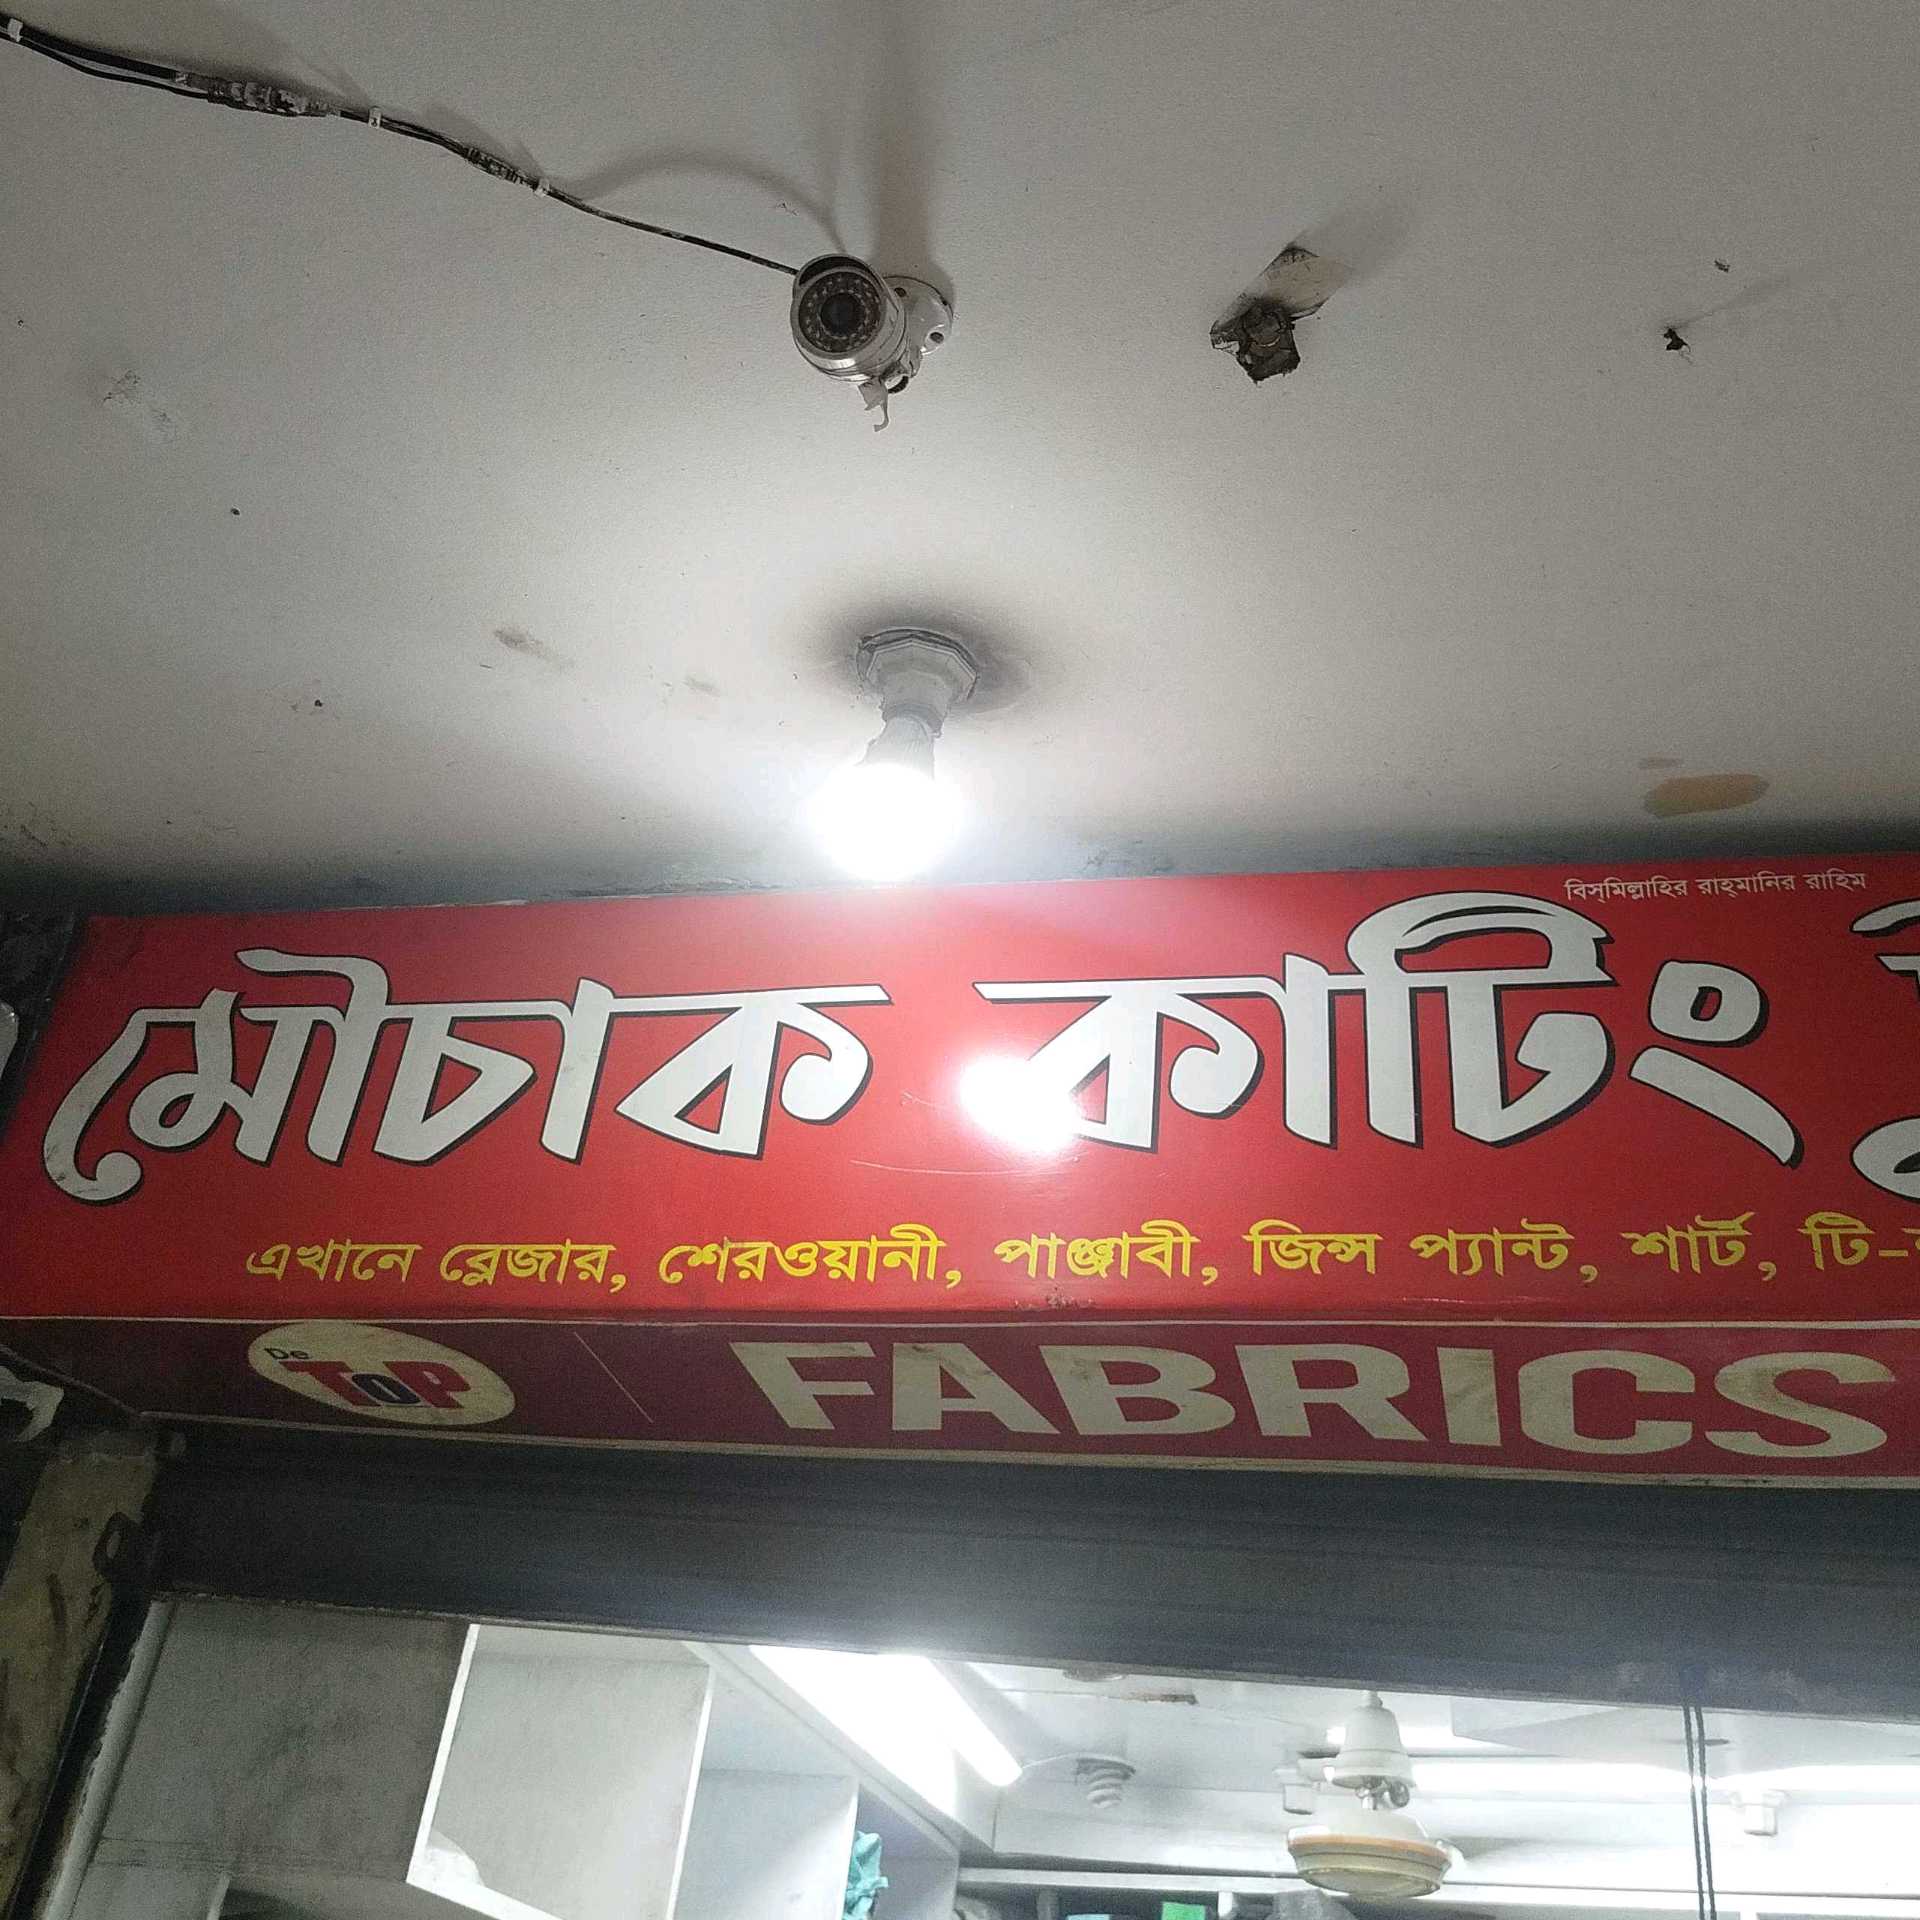 বিস্‌মিল্লাহির রাহ্‌মানির রাহিম
মৌচাক কাটিং
এখানে ব্লেজার, শেরওয়ানী, পাঞ্জাবী, জিন্স প্যান্ট, শার্ট, টি-
De TOP FABRICS